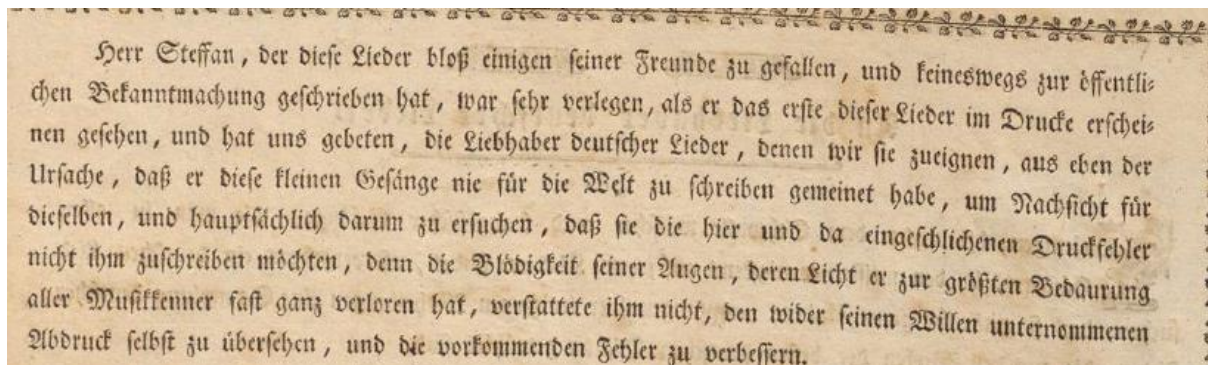 Herr Steffan, der diese Lieder bloß einigen seiner Freunde zu gefallen, und keineswegs zur öffentli-
chen Bekanntmachung geschrieben hat, war sehr verlegen, als er das erste dieser Lieder im Drucke erschei-
nen gesehen, und hat uns gebeten, die Liebhaber deutscher Lieder, denen wir sie zueignen, aus eben der
Ursache, daß er diese kleinen Gesänge nie für die Welt zu schreiben gemeinet habe, um Nachsicht für
dieselben, und hauptsächlich darum zu ersuchen, daß sie die hier und da eingeschlichenen Druckfehler
nicht ihm zuschreiben möchten, denn die Blödigkeit seiner Augen, deren Licht er zur größten Bedaurung
aller Musikkenner fast ganz verloren hat, verstattete ihm nicht, den wider seinen Willen unternommenen
Abdruck selbst zu übersehen, und die vorkommenden Fehler zu verbessern.